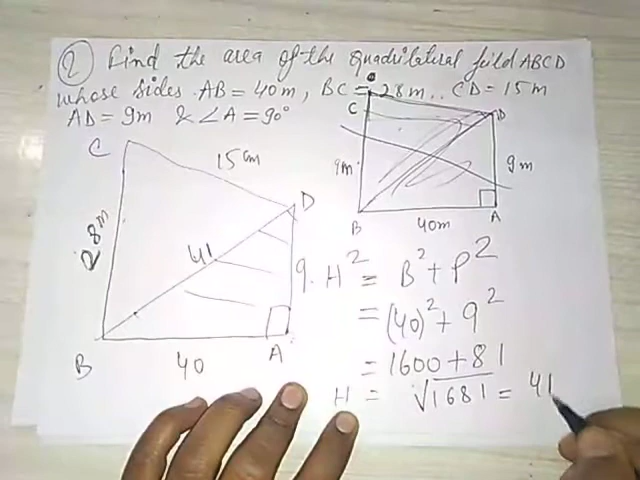 2) Find the area of the quadrilateral field ABCD
whose sides AB = 40m, BC = 28m.. CD = 15m
AD = 9m & ∠A = 90°
C
D
9m
9m
B
40m
A
C
15cm
D
28m
41
9.
B
40
A
H² = B² + P²
= (40)² + 9²
= 1600 + 81
H = √1681 = 41